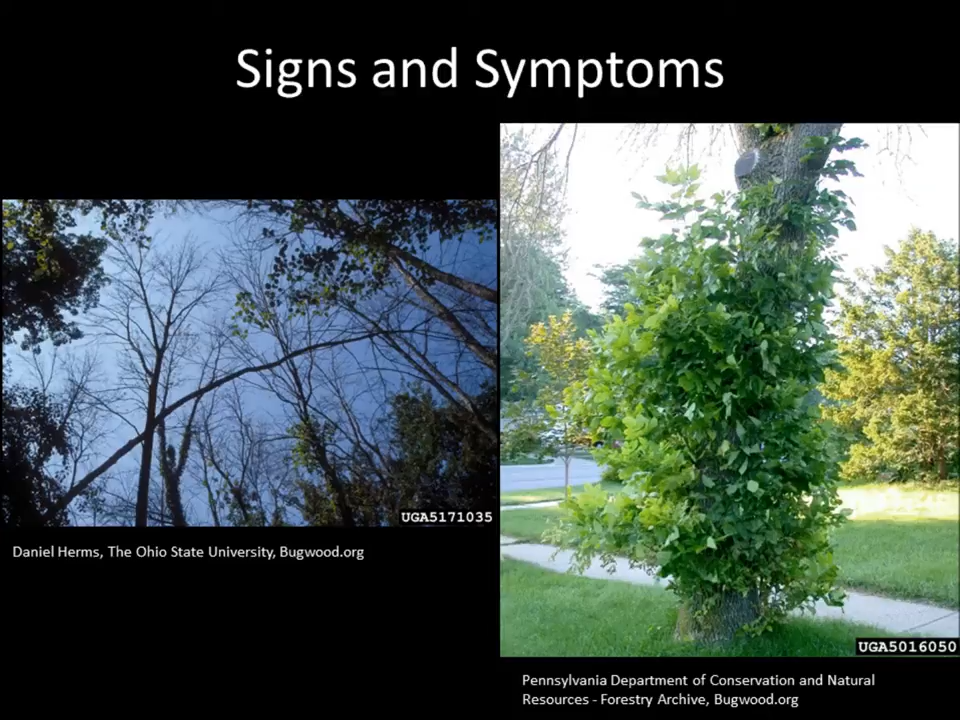 Signs and Symptoms
UGA5171035
Daniel Herms, The Ohio State University, Bugwood.org
UGA5016050
Pennsylvania Department of Conservation and Natural
Resources - Forestry Archive, Bugwood.org